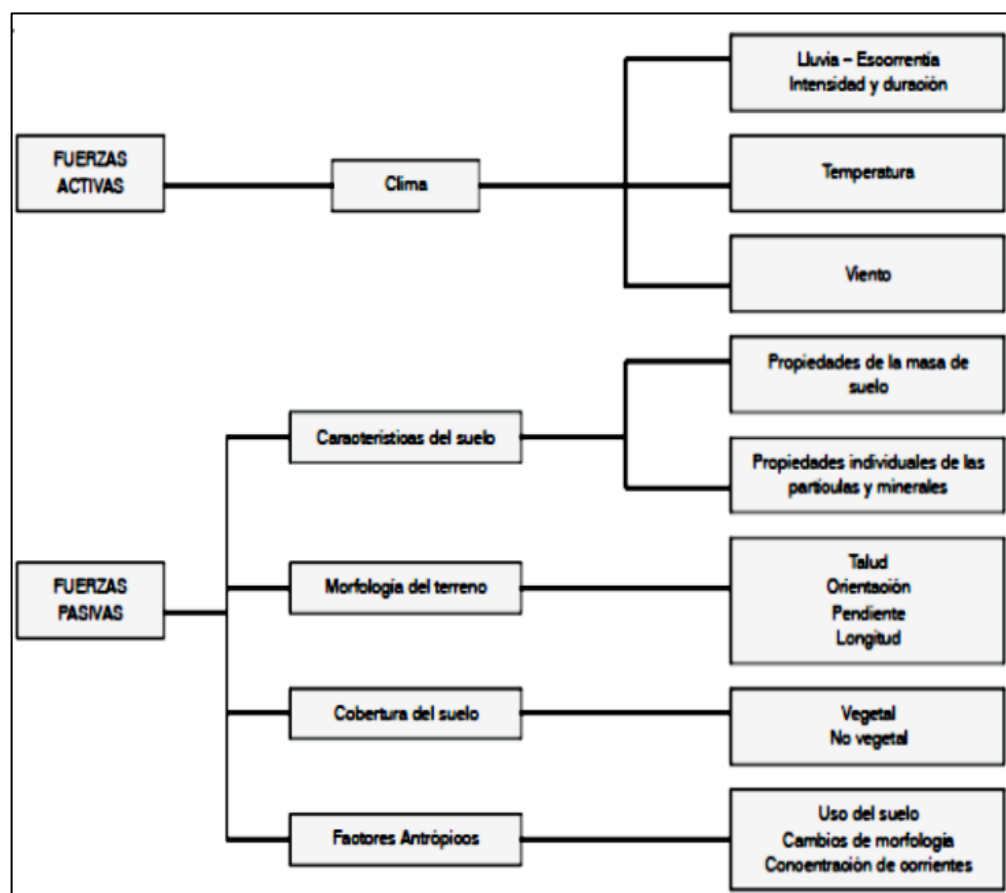 FUERZAS
ACTIVAS
Clima
Lluvia – Escorrentía
Intensidad y duración
Temperatura
Viento
FUERZAS
PASIVAS
Características del suelo
Propiedades de la masa de
suelo
Propiedades individuales de las
partículas y minerales
Morfología del terreno
Talud
Orientación
Pendiente
Longitud
Cobertura del suelo
Vegetal
No vegetal
Factores Antrópicos
Uso del suelo
Cambios de morfología
Concentración de corrientes